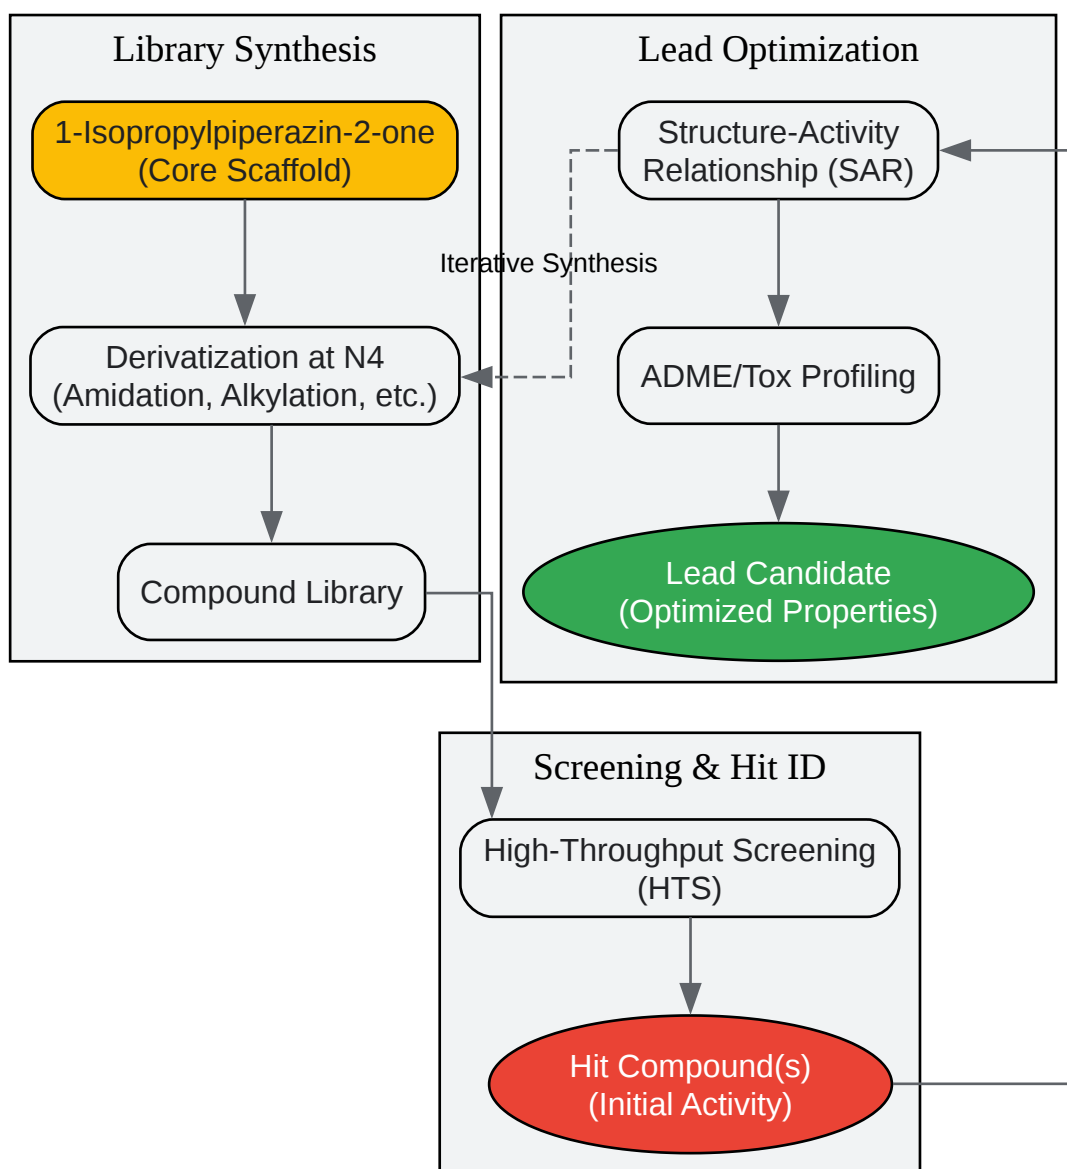 Library Synthesis
1-Isopropylpiperazin-2-one
(Core Scaffold)
Derivatization at N4
(Amidation, Alkylation, etc.)
Compound Library
Lead Optimization
Structure-Activity
Relationship (SAR)
Iterative Synthesis
ADME/Tox Profiling
Lead Candidate
(Optimized Properties)
Screening & Hit ID
High-Throughput Screening
(HTS)
Hit Compound(s)
(Initial Activity)